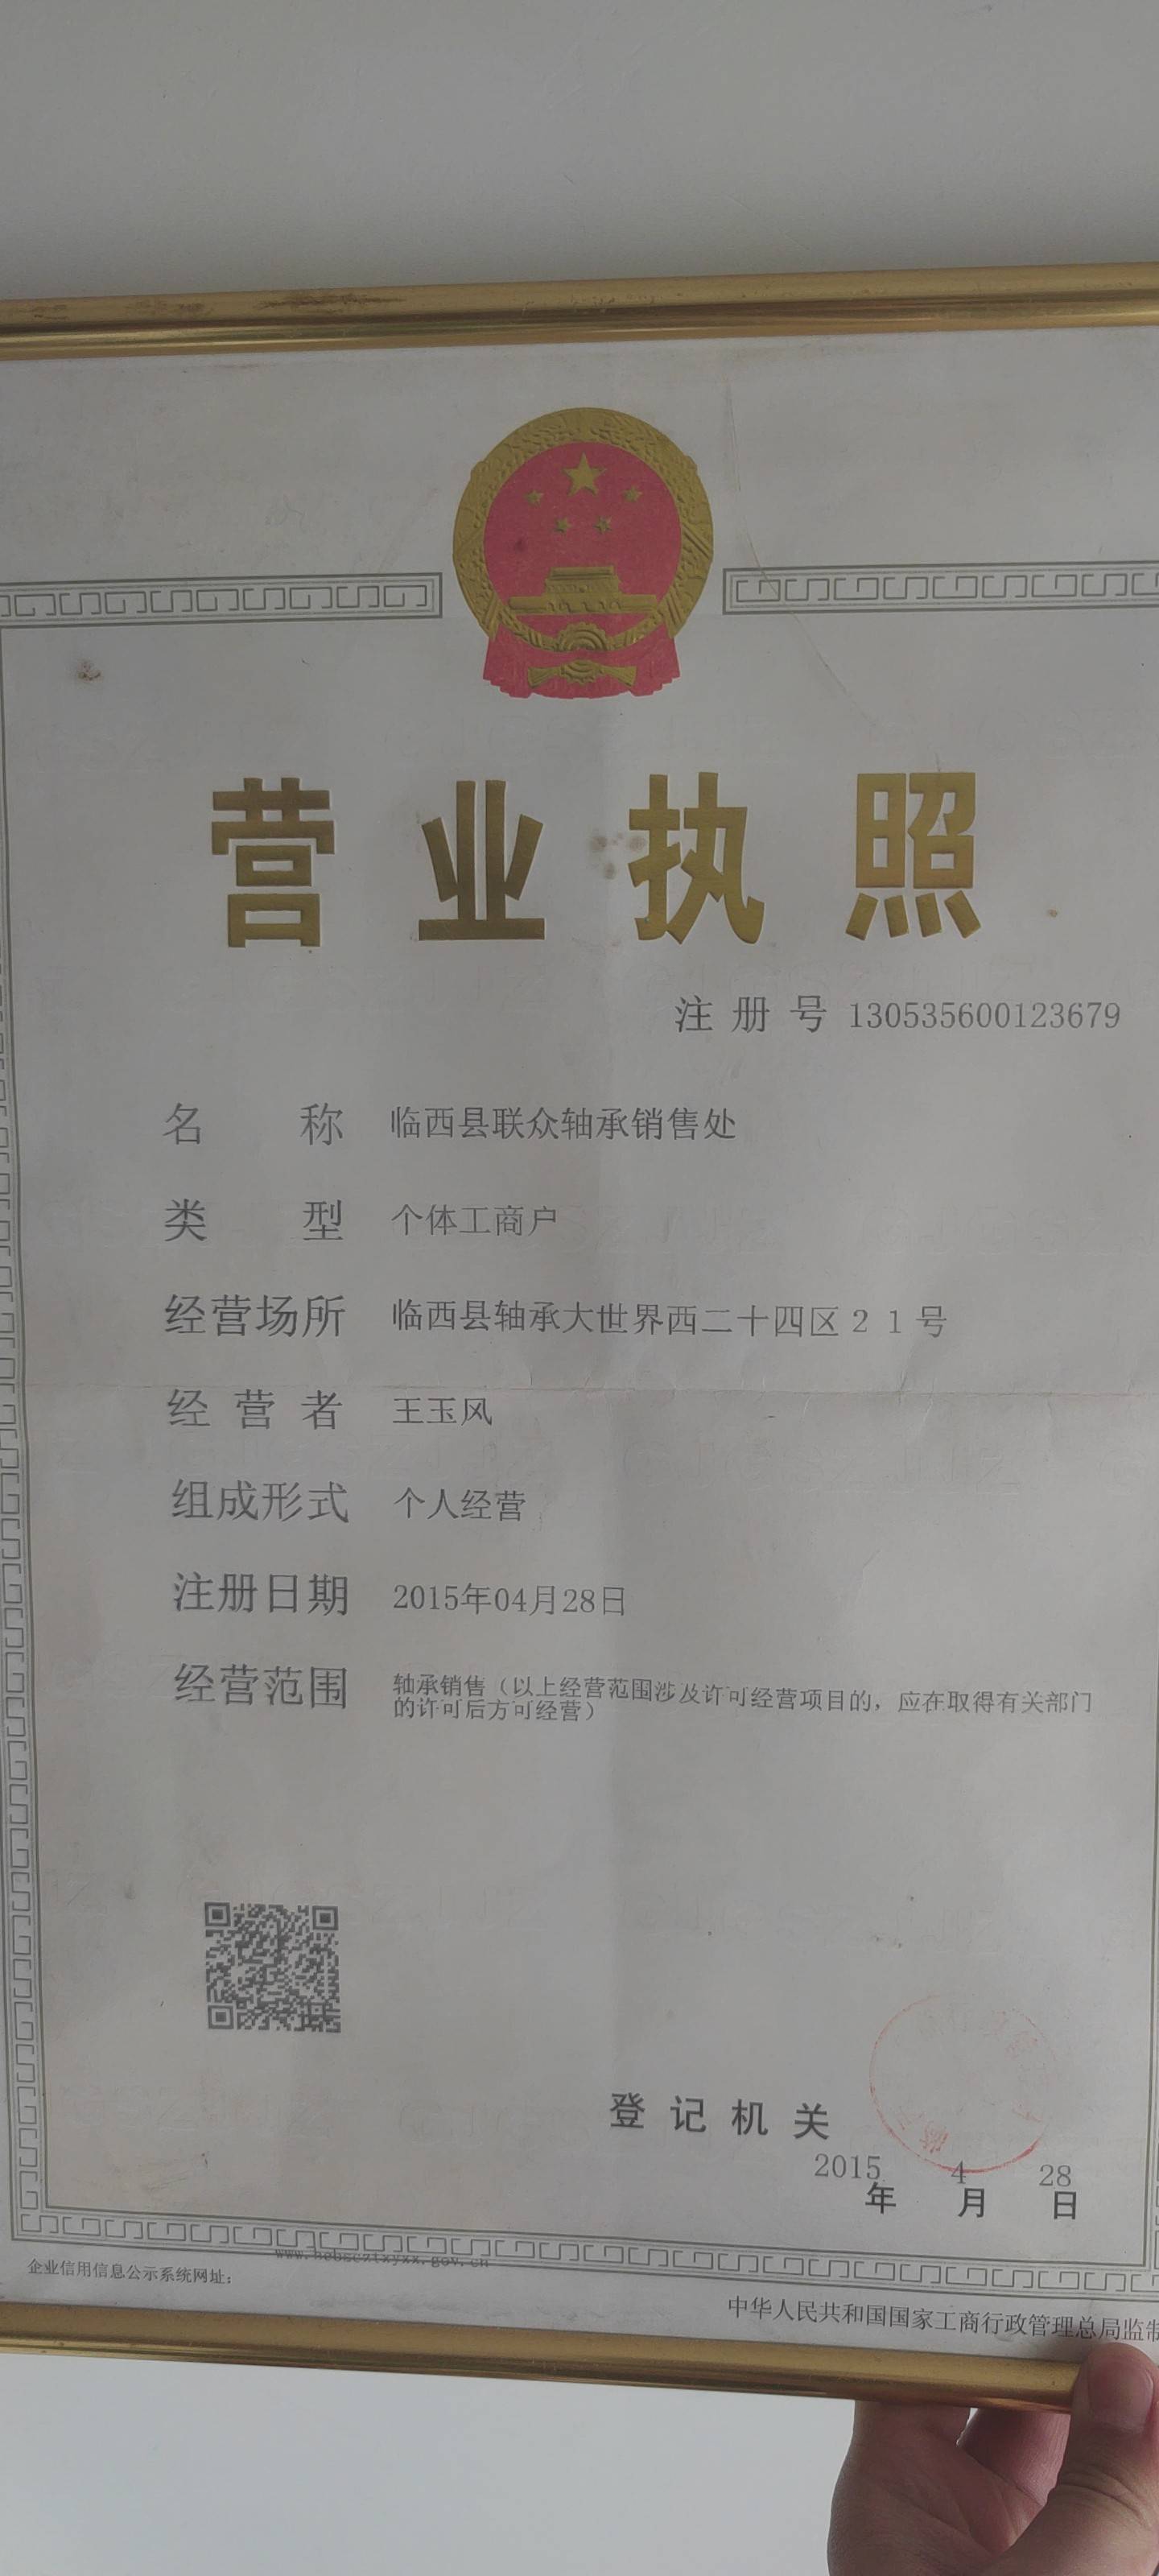 营业执照
注册号 130535600123679
名称 临西县联众轴承销售处
类型 个体工商户
经营场所 临西县轴承大世界西二十四区21号
经营者 王玉风
组成形式 个人经营
注册日期 2015年04月28日
经营范围 轴承销售（以上经营范围涉及许可经营项目的，应在取得有关部门
的许可后方可经营）
登记机关
2015 4 28
年 月 日
www.hebscztxyxx.gov.cn
企业信用信息公示系统网址：
中华人民共和国国家工商行政管理总局监制